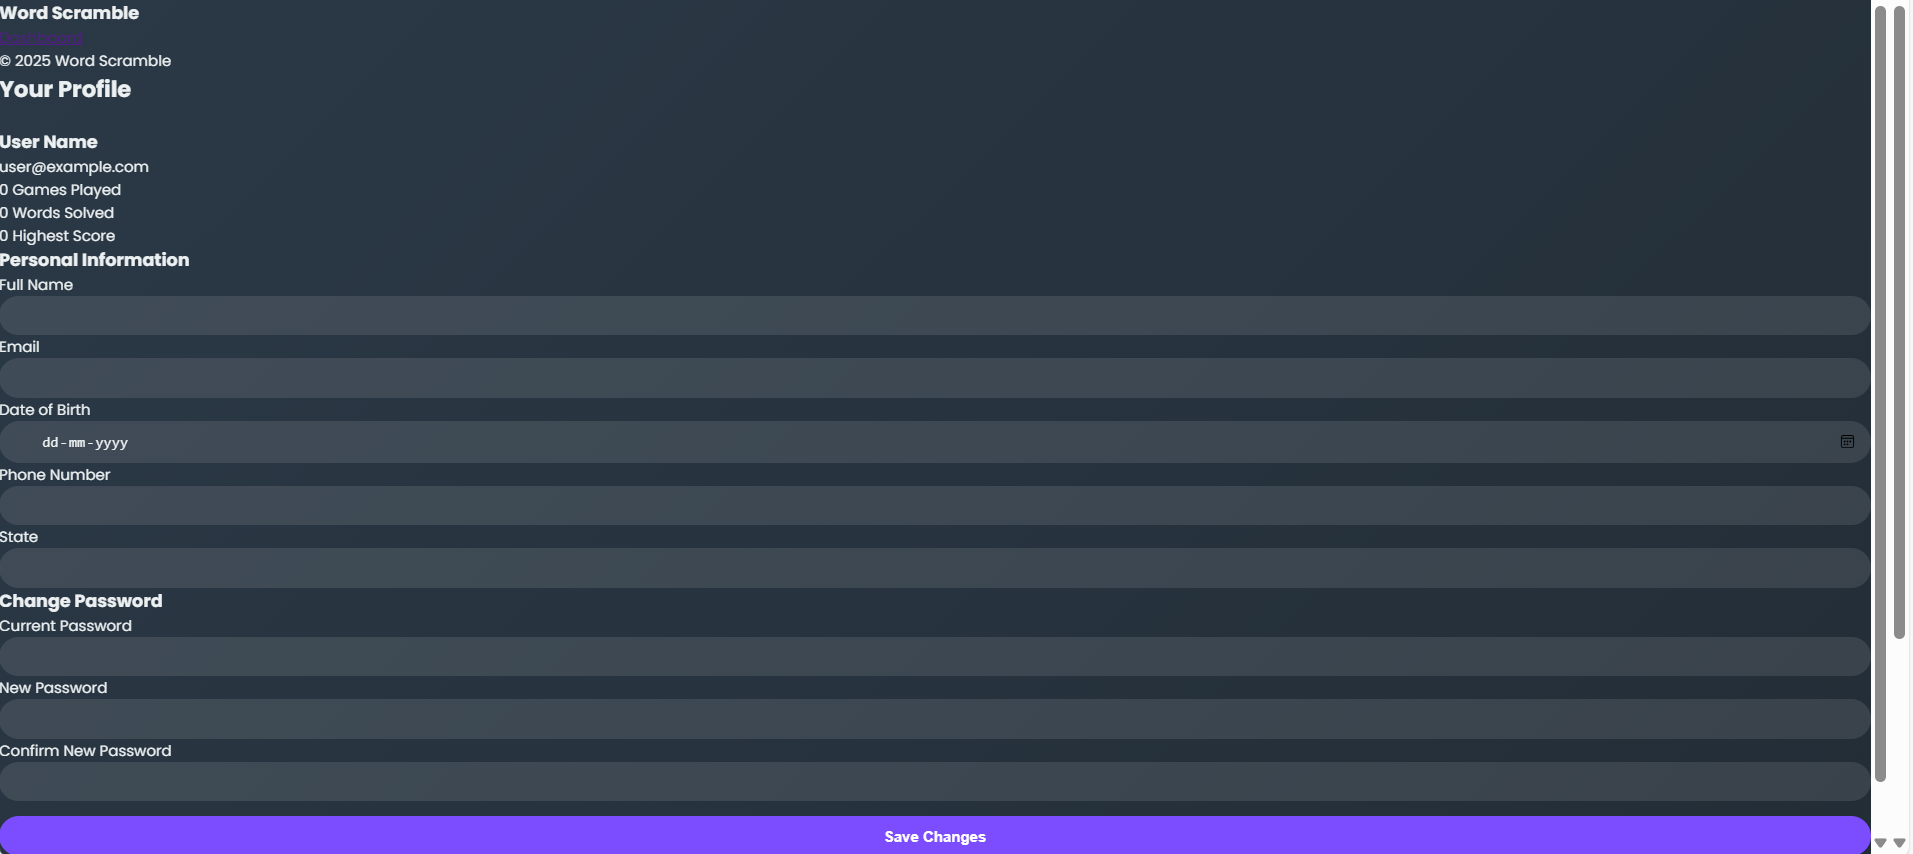 Word Scramble
Dashboard
© 2025 Word Scramble
Your Profile
User Name
user@example.com
0 Games Played
0 Words Solved
0 Highest Score
Personal Information
Full Name
Email
Date of Birth
dd-mm-yyyy
Phone Number
State
Change Password
Current Password
New Password
Confirm New Password
Save Changes